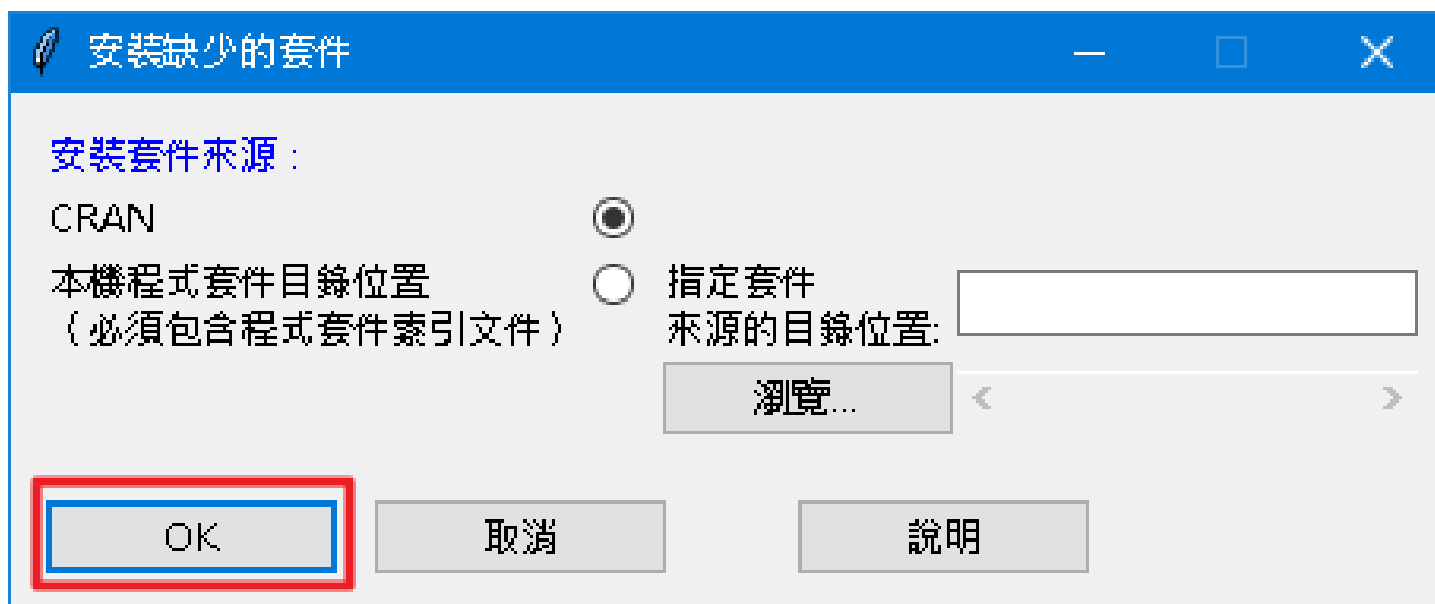 安裝缺少的套件
安裝套件來源 :
CRAN
本機程式套件目錄位置
（必須包含程式套件索引文件）
指定套件
來源的目錄位置:
瀏覽...
OK
取消
說明